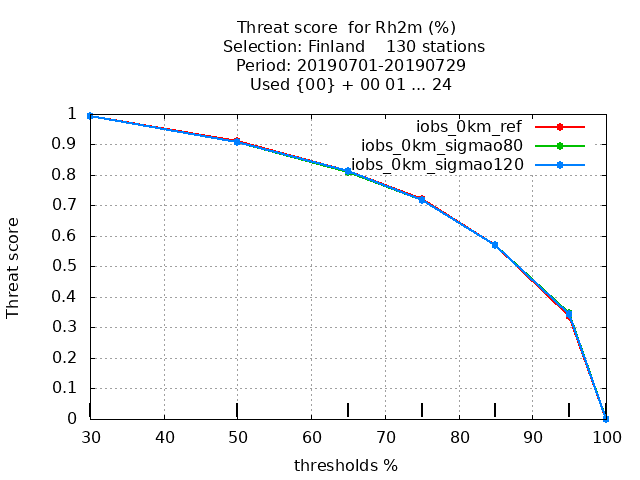 Threat score  for Rh2m (%)
Selection: Finland    130 stations
Period: 20190701-20190729
Used {00} + 00 01 ... 24
iobs_0km_ref
iobs_0km_sigmao80
iobs_0km_sigmao120
Threat score
1
0.9
0.8
0.7
0.6
0.5
0.4
0.3
0.2
0.1
0
30 40 50 60 70 80 90 100
thresholds %